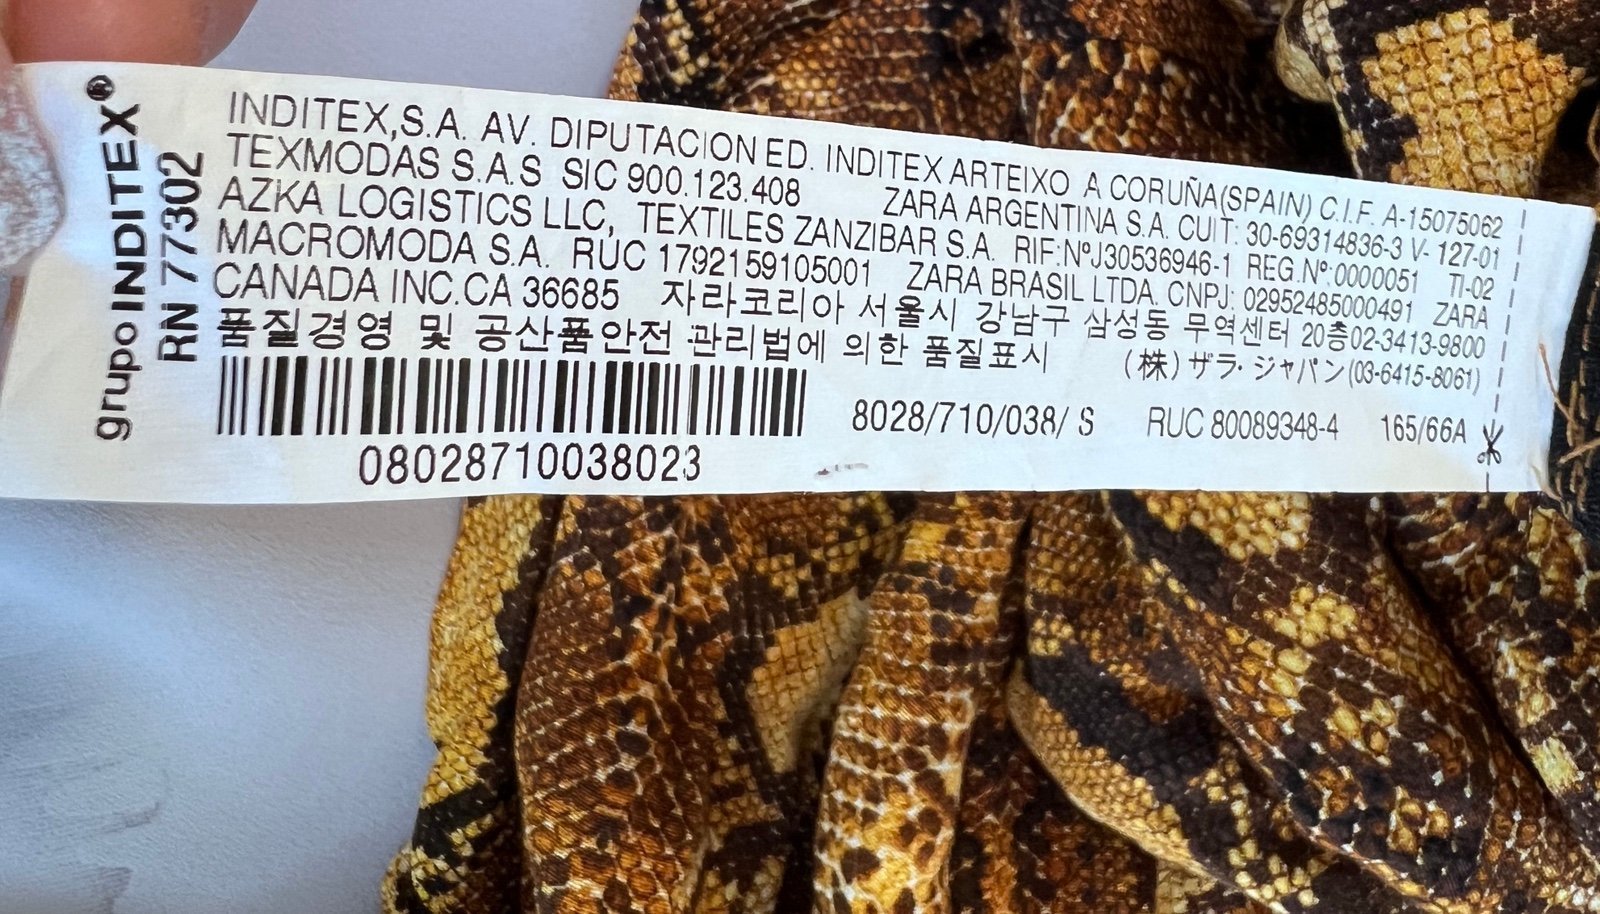 grupo INDITEX®
RN 77302
INDITEX,S.A. AV. DIPUTACION ED. INDITEX ARTEIXO A CORUÑA(SPAIN) C.I.F. A-15075062
TEXMODAS S.A.S SIC 900.123.408 ZARA ARGENTINA S.A. CUIT: 30-69314836-3 V- 127-01
AZKA LOGISTICS LLC, TEXTILES ZANZIBAR S.A. RIF:NºJ30536946-1 REG.Nº:0000051 TI-02
MACROMODA S.A. RUC 1792159105001 ZARA BRASIL LTDA. CNPJ: 02952485000491 ZARA
CANADA INC.CA 36685 자라코리아 서울시 강남구 삼성동 무역센터 20층02-3413-9800
품질경영 및 공산품안전 관리법에 의한 품질표시 (株)ザラ・ジャパン(03-6415-8061)
8028/710/038/ S RUC 80089348-4 165/66A
08028710038023